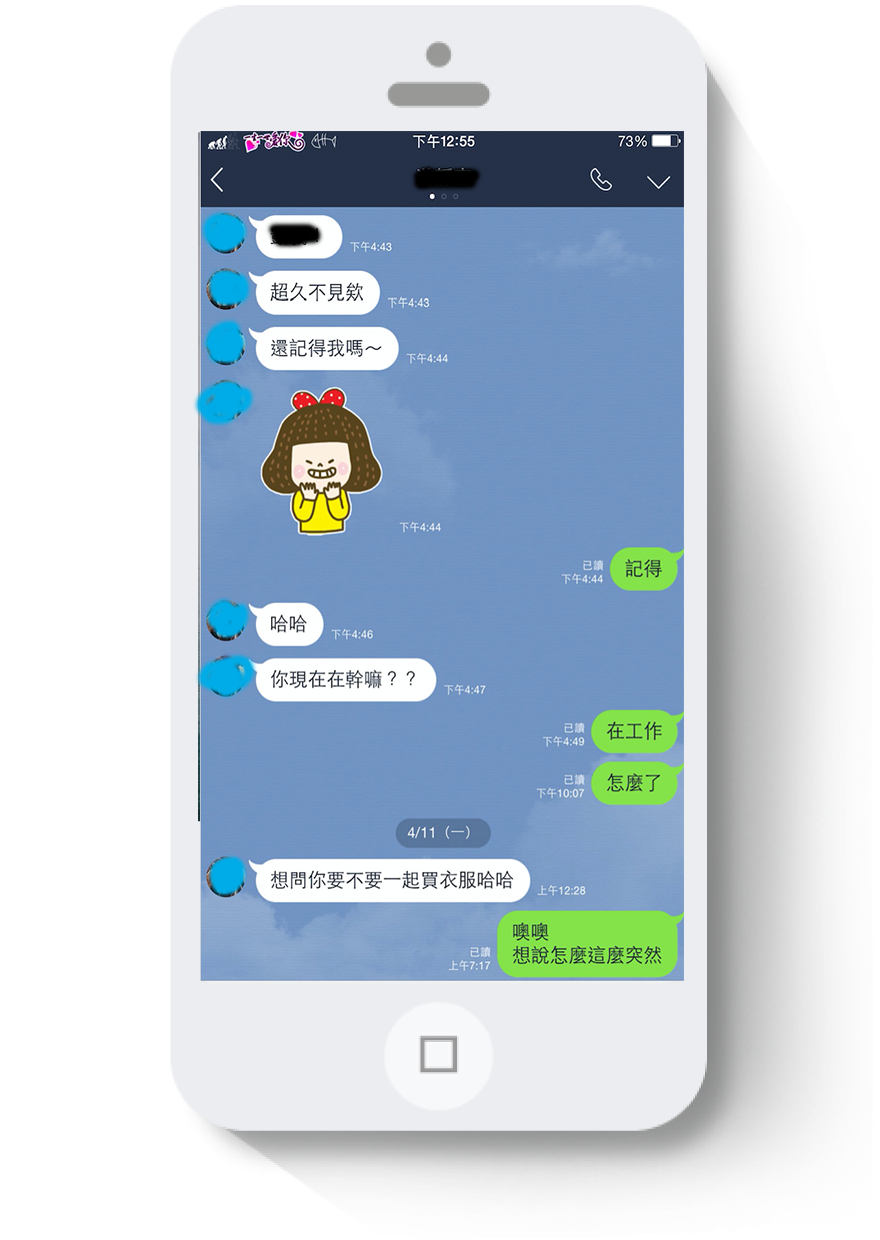 下午12:55
73%
下午4:43
超久不見欸
下午4:43
還記得我嗎～
下午4:44
下午4:44
記得
已讀
下午4:44
哈哈
下午4:46
你現在在幹嘛？？
下午4:47
在工作
已讀
下午4:49
怎麼了
已讀
下午10:07
4/11（一）
想問你要不要一起買衣服哈哈
上午12:28
噢噢
想說怎麼這麼突然
已讀
上午7:17